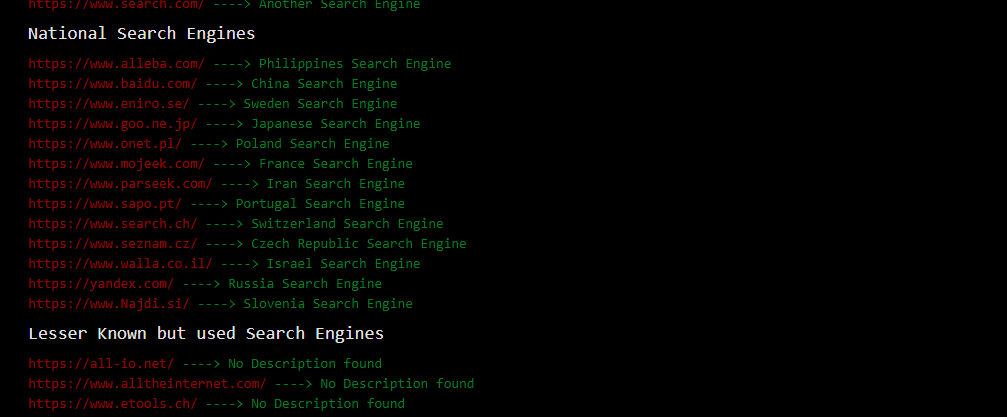 https://www.search.com/ ----> Another Search Engine
National Search Engines
https://www.alleba.com/ ----> Philippines Search Engine
https://www.baidu.com/ ----> China Search Engine
https://www.eniro.se/ ----> Sweden Search Engine
https://www.goo.ne.jp/ ----> Japanese Search Engine
https://www.onet.pl/ ----> Poland Search Engine
https://www.mojeek.com/ ----> France Search Engine
https://www.parseek.com/ ----> Iran Search Engine
https://www.sapo.pt/ ----> Portugal Search Engine
https://www.search.ch/ ----> Switzerland Search Engine
https://www.seznam.cz/ ----> Czech Republic Search Engine
https://www.walla.co.il/ ----> Israel Search Engine
https://yandex.com/ ----> Russia Search Engine
https://www.Najdi.si/ ----> Slovenia Search Engine
Lesser Known but used Search Engines
https://all-io.net/ ----> No Description found
https://www.alltheinternet.com/ ----> No Description found
https://www.etools.ch/ ----> No Description found